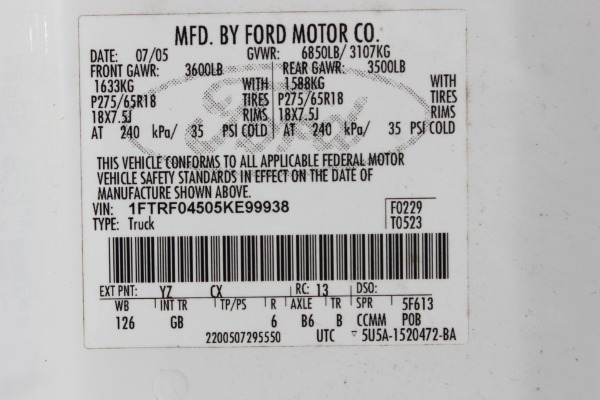 MFD. BY FORD MOTOR CO.
DATE: 07/05 GVWR: 6850LB/ 3107KG
FRONT GAWR: 3600LB REAR GAWR: 3500LB
1633KG WITH 1588KG WITH
P275/65R18 TIRES P275/65R18 TIRES
18X7.5J RIMS 18X7.5J RIMS
AT 240 kPa/ 35 PSI COLD AT 240 kPa/ 35 PSI COLD
THIS VEHICLE CONFORMS TO ALL APPLICABLE FEDERAL MOTOR
VEHICLE SAFETY STANDARDS IN EFFECT ON THE DATE OF
MANUFACTURE SHOWN ABOVE.
VIN: 1FTRF04505KE99938 F0229
TYPE: Truck T0523
EXT PNT: YZ CX RC: 13 DSO:
WB INT TR TP/PS R AXLE TR SPR 5F613
126 GB 6 B6 B CCMM POB
2200507295550 UTC 5U5A-1520472-BA
Ford